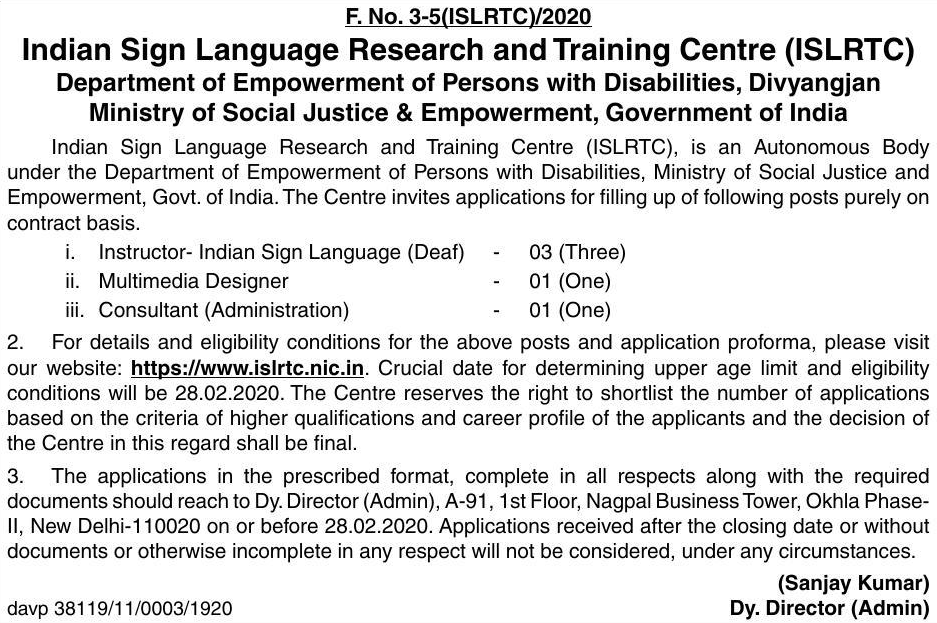 F. No. 3-5(ISLRTC)/2020
Indian Sign Language Research and Training Centre (ISLRTC)
Department of Empowerment of Persons with Disabilities, Divyangjan
Ministry of Social Justice & Empowerment, Government of India
Indian Sign Language Research and Training Centre (ISLRTC), is an Autonomous Body
under the Department of Empowerment of Persons with Disabilities, Ministry of Social Justice and
Empowerment, Govt. of India. The Centre invites applications for filling up of following posts purely on
contract basis.
i. Instructor- Indian Sign Language (Deaf) - 03 (Three)
ii. Multimedia Designer - 01 (One)
iii. Consultant (Administration) - 01 (One)
2. For details and eligibility conditions for the above posts and application proforma, please visit
our website: https://www.islrtc.nic.in. Crucial date for determining upper age limit and eligibility
conditions will be 28.02.2020. The Centre reserves the right to shortlist the number of applications
based on the criteria of higher qualifications and career profile of the applicants and the decision of
the Centre in this regard shall be final.
3. The applications in the prescribed format, complete in all respects along with the required
documents should reach to Dy. Director (Admin), A-91, 1st Floor, Nagpal Business Tower, Okhla Phase-
II, New Delhi-110020 on or before 28.02.2020. Applications received after the closing date or without
documents or otherwise incomplete in any respect will not be considered, under any circumstances.
(Sanjay Kumar)
davp 38119/11/0003/1920 Dy. Director (Admin)